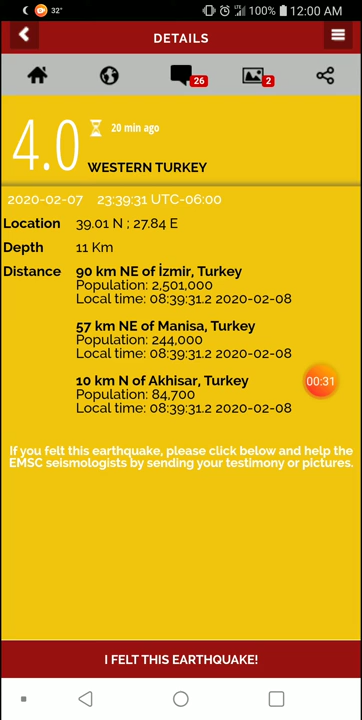 32°
LTE
100%
12:00 AM
DETAILS
26
2
4.0
20 min ago
WESTERN TURKEY
2020-02-07 23:39:31 UTC-06:00
Location 39.01 N ; 27.84 E
Depth 11 Km
Distance 90 km NE of İzmir, Turkey
Population: 2,501,000
Local time: 08:39:31.2 2020-02-08
57 km NE of Manisa, Turkey
Population: 244,000
Local time: 08:39:31.2 2020-02-08
10 km N of Akhisar, Turkey
Population: 84,700
Local time: 08:39:31.2 2020-02-08
00:31
If you felt this earthquake, please click below and help the
EMSC seismologists by sending your testimony or pictures.
I FELT THIS EARTHQUAKE!